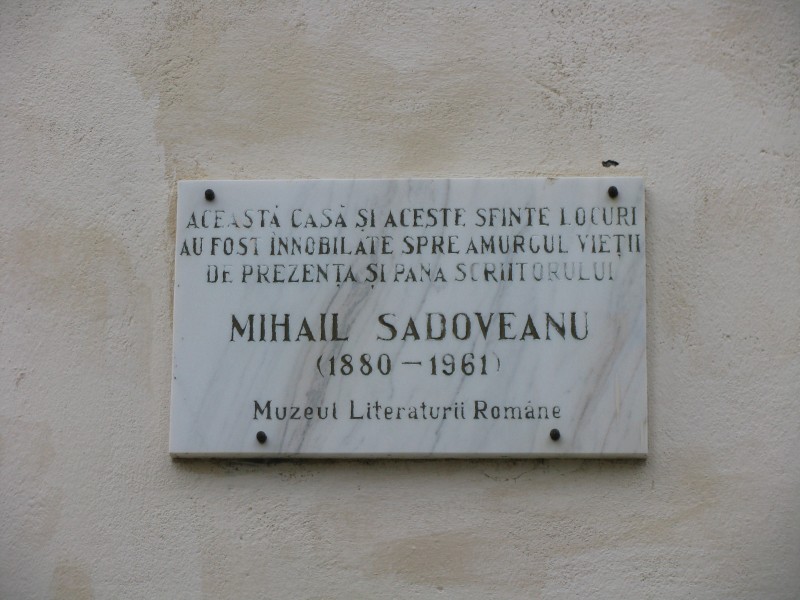 ACEASTĂ CASĂ ȘI ACESTE SFINTE LOCURI
AU FOST ÎNNOBILATE SPRE AMURGUL VIEȚII
DE PREZENȚA ȘI PANA SCRIITORULUI
MIHAIL SADOVEANU
(1880 – 1961)
Muzeul Literaturii Române